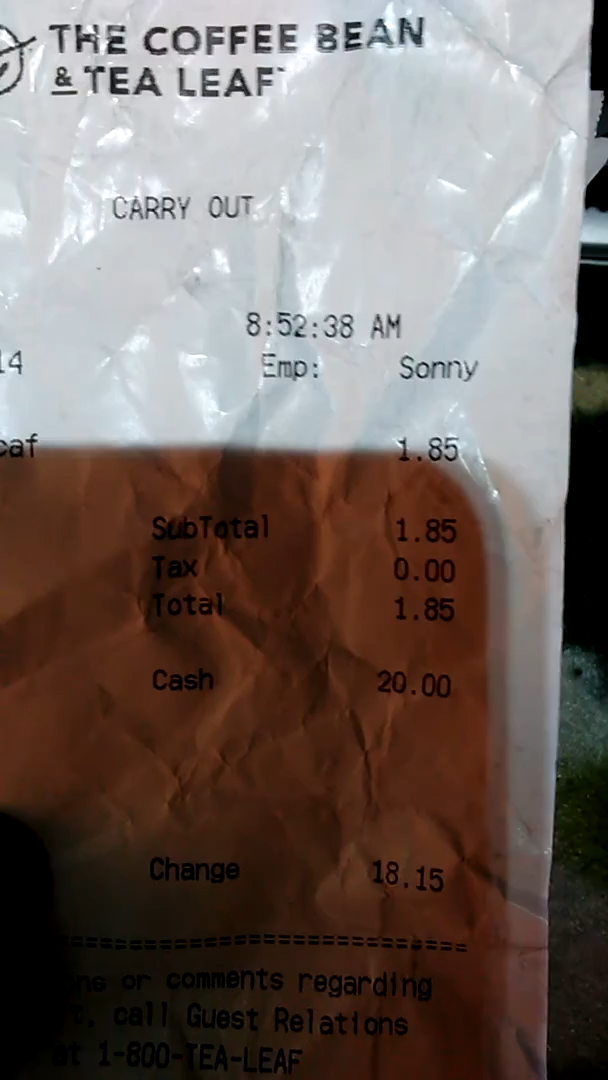 THE COFFEE BEAN
& TEA LEAF
CARRY OUT
8:52:38 AM
14 Emp: Sonny
1.85
SubTotal 1.85
Tax 0.00
Total 1.85
Cash 20.00
Change 18.15
==================================
or comments regarding
call Guest Relations
at 1-800-TEA-LEAF